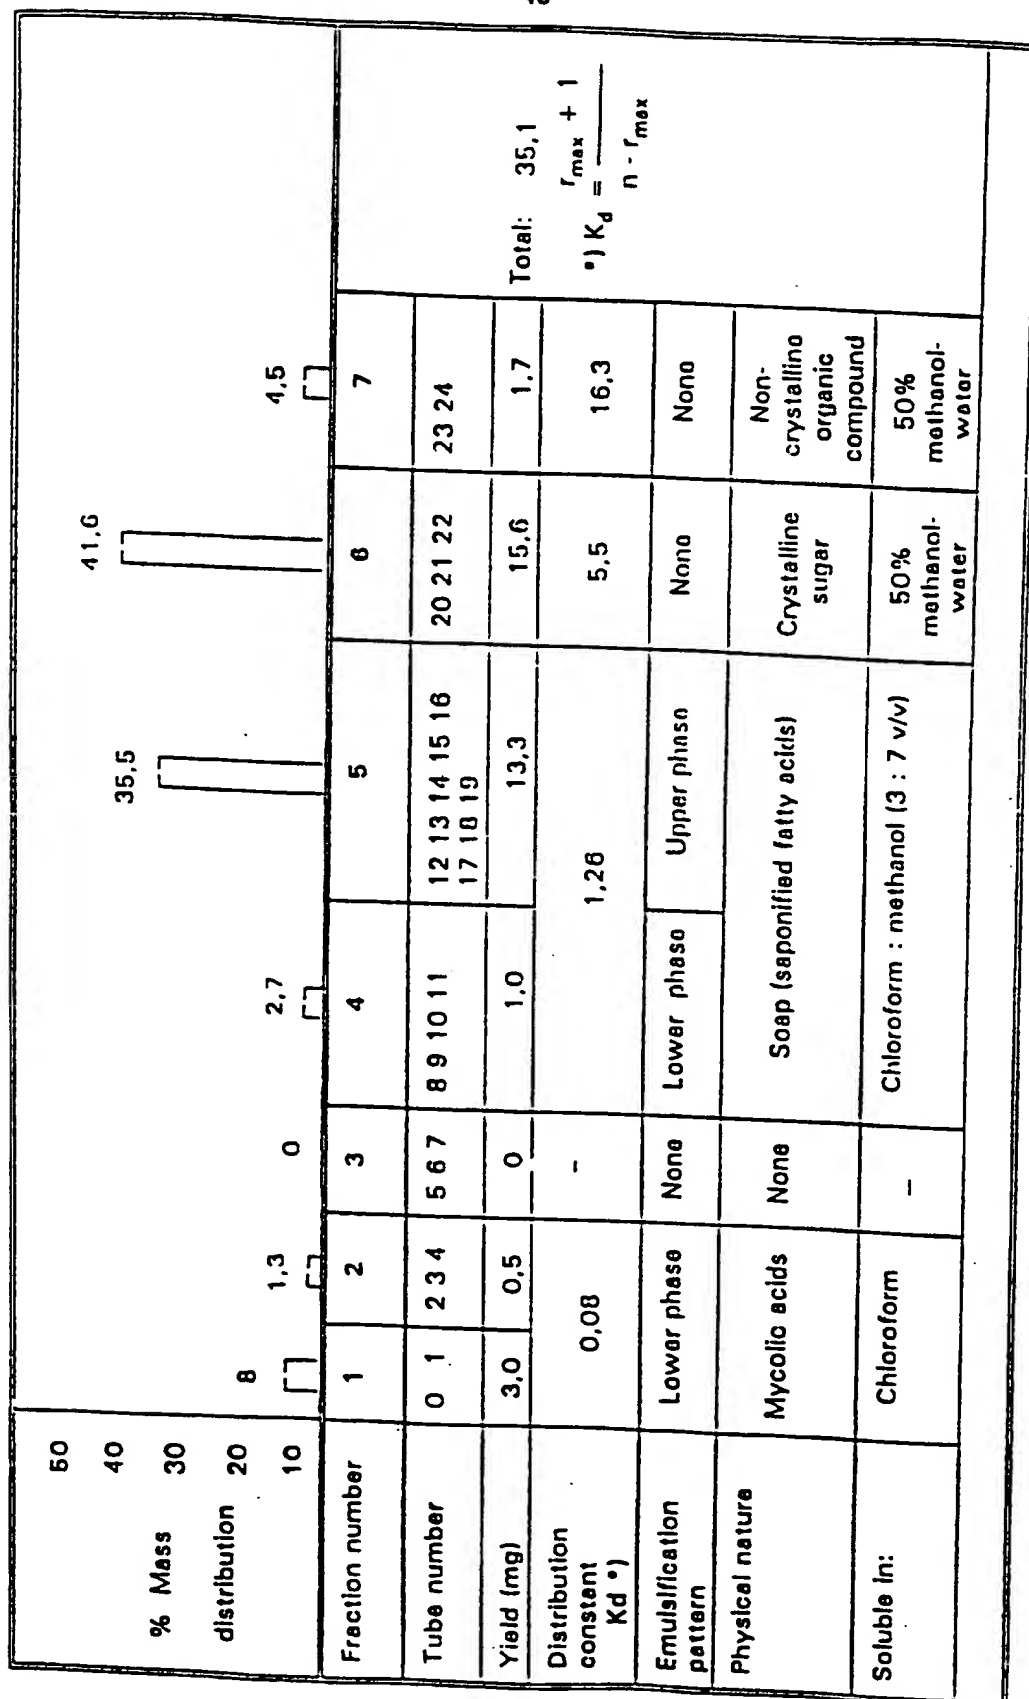 50
40
% Mass 30
distribution 20
10
8
1,3
0
2,7
35,5
41,6
4,5
Fraction number 1 2 3 4 5 6 7
Tube number 0 1 2 3 4 5 6 7 8 9 10 11 12 13 14 15 16 20 21 22 23 24
17 18 19
Yield (mg) 3,0 0,5 0 1,0 13,3 15,6 1,7 Total: 35,1
Distribution
constant 0,08 – 1,26 5,5 16,3
Kd *)
*) Kd = rmax + 1
n - rmax
Emulsification
pattern
Lower phase None Lower phase Upper phase None None
Physical nature Mycolic acids None Soap (saponified fatty acids) Crystalline
sugar
Non-
crystalline
organic
compound
Soluble in: Chloroform – Chloroform : methanol (3 : 7 v/v) 50%
methanol-
water
50%
methanol-
water